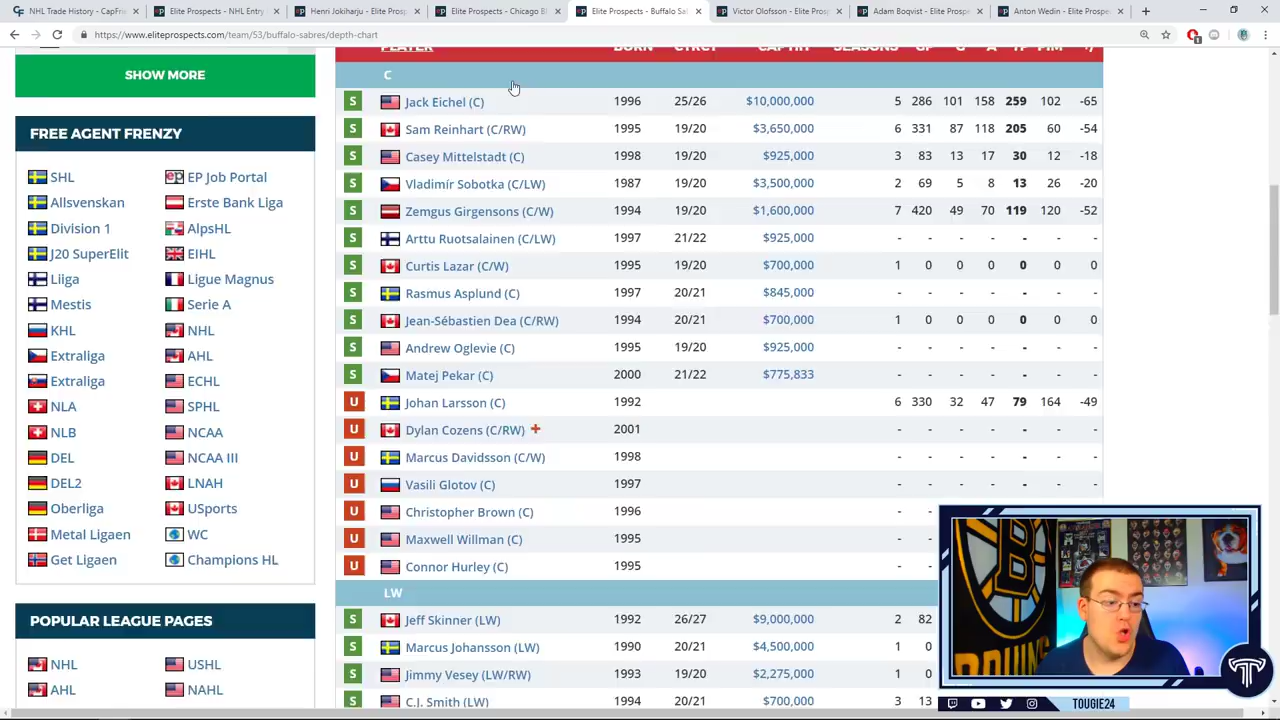 NHL Trade History - CapFri
Elite Prospects - NHL Entry
Henri Jokiharju - Elite Pros
Elite Prospects - Chicago Bl
Elite Prospects - Buffalo Sal
Victor Olofsson - Elite Prosp
Adam Boqvist - Elite Prospe
Anton Wedin - Elite Prospec
https://www.eliteprospects.com/team/53/buffalo-sabres/depth-chart
PLAYER BORN CTRCT CAPHIT SEASONS GP G A TP PIM +/-
SHOW MORE
FREE AGENT FRENZY
SHL EP Job Portal
Allsvenskan Erste Bank Liga
Division 1 AlpsHL
J20 SuperElit EIHL
Liiga Ligue Magnus
Mestis Serie A
KHL NHL
Extraliga AHL
Extraliga ECHL
NLA SPHL
NLB NCAA
DEL NCAA III
DEL2 LNAH
Oberliga USports
Metal Ligaen WC
Get Ligaen Champions HL
POPULAR LEAGUE PAGES
NHL USHL
AHL NAHL
C
S Jack Eichel (C) 1996 25/26 $10,000,000 5 286 101 158 259 102 -65
S Sam Reinhart (C/RW) 1995 19/20 $3,650,000 6 331 87 118 205 60 -54
S Casey Mittelstadt (C) 1998 19/20 $925,000 3 83 13 17 30 12 -18
S Vladimír Sobotka (C/LW) 1987 19/20 $3,500,000 2 69 5 8 13 26 -20
S Zemgus Girgensons (C/W) 1994 19/20 $1,600,000 7 420 49 70 119 120 -52
S Arttu Ruotsalainen (C/LW) 1997 21/22 $925,000 - - - - - -
S Curtis Lazar (C/W) 1995 19/20 $700,000 1 0 0 0 0 0 0
S Rasmus Asplund (C) 1997 20/21 $845,000 - - - - - -
S Jean-Sébastien Dea (C/RW) 1994 20/21 $700,000 1 0 0 0 0 0 0
S Andrew Oglevie (C) 1995 19/20 $925,000 - - - - - -
S Matej Pekar (C) 2000 21/22 $775,833 - - - - - -
U Johan Larsson (C) 1992 6 330 32 47 79 164 -49
U Dylan Cozens (C/RW) + 2001 - - - - - -
U Marcus Davidsson (C/W) 1998 - - - - - -
U Vasili Glotov (C) 1997 - - - - - -
U Christopher Brown (C) 1996 -
U Maxwell Willman (C) 1995 -
U Connor Hurley (C) 1995 -
LW
S Jeff Skinner (LW) 1992 26/27 $9,000,000 2 82
S Marcus Johansson (LW) 1990 20/21 $4,500,000 1 0
S Jimmy Vesey (LW/RW) 1993 19/20 $2,275,000 1 0
S C.J. Smith (LW) 1994 20/21 $700,000 3 13
B
TOUGIE24